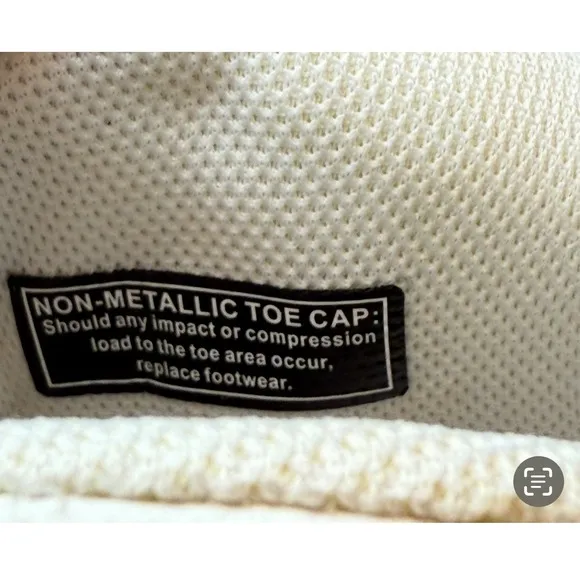 NON-METALLIC TOE CAP:
Should any impact or compression
load to the toe area occur,
replace footwear.